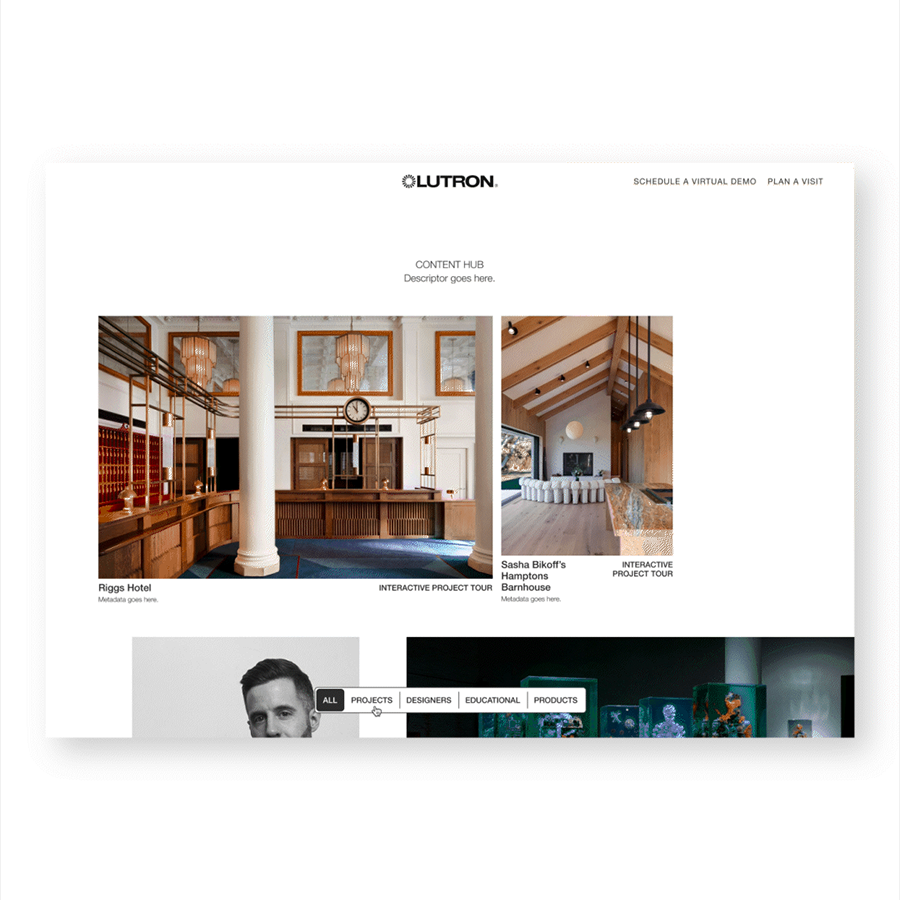 LUTRON
SCHEDULE A VIRTUAL DEMO
PLAN A VISIT
CONTENT HUB
Descriptor goes here.
Riggs Hotel
Metadata goes here.
INTERACTIVE PROJECT TOUR
Sasha Bikoff's
Hamptons
Barnhouse
Metadata goes here.
INTERACTIVE
PROJECT TOUR
ALL
PROJECTS
DESIGNERS
EDUCATIONAL
PRODUCTS